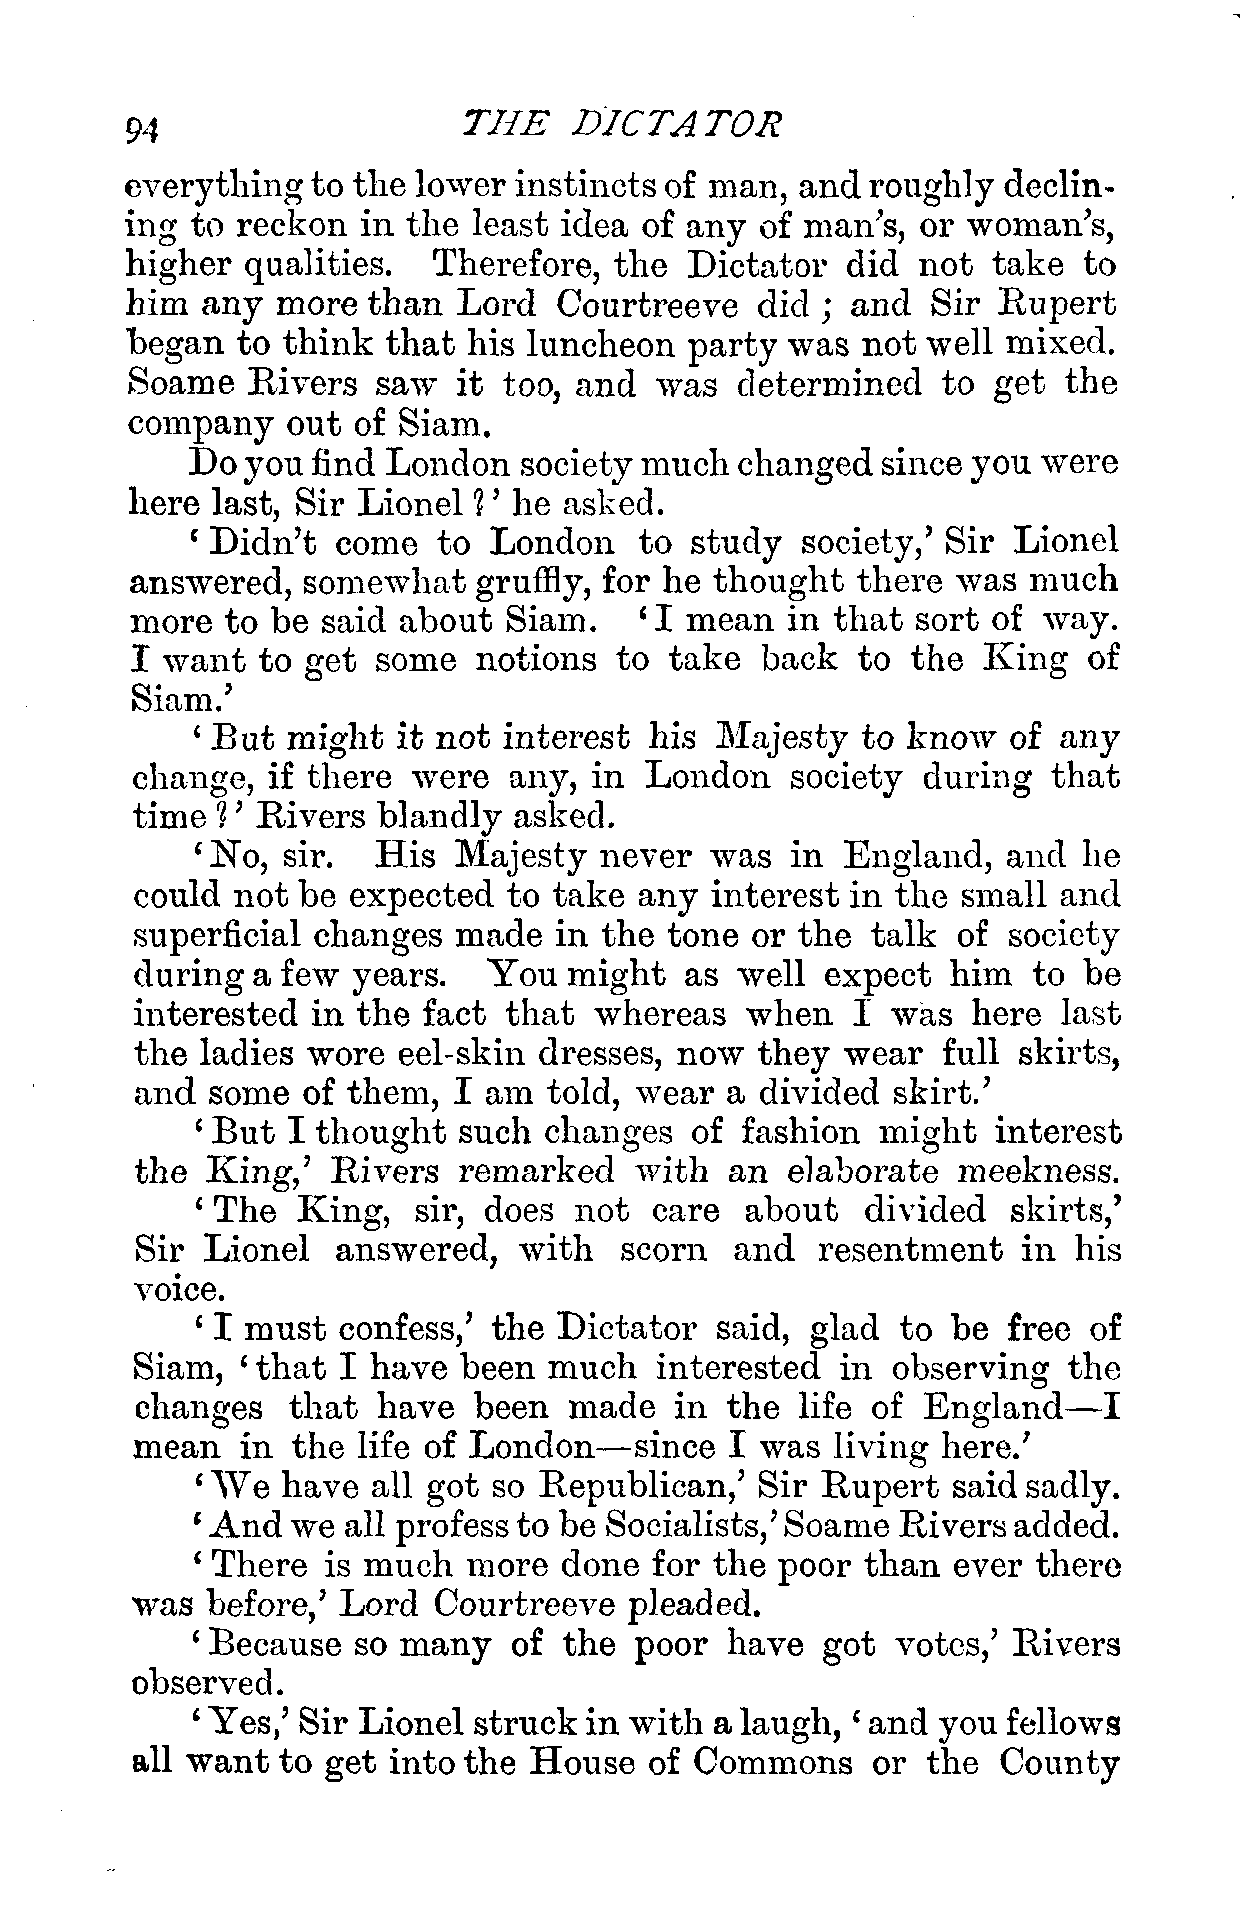 94 THE DICTATOR
everything to the lower instincts of man, and roughly declin-
ing to reckon in the least idea of any of man's, or woman's,
higher qualities. Therefore, the Dictator did not take to
him any more than Lord Courtreeve did ; and Sir Rupert
began to think that his luncheon party was not well mixed.
Soame Rivers saw it too, and was determined to get the
company out of Siam.
Do you find London society much changed since you were
here last, Sir Lionel ?' he asked.
' Didn't come to London to study society,' Sir Lionel
answered, somewhat gruffly, for he thought there was much
more to be said about Siam. ' I mean in that sort of way.
I want to get some notions to take back to the King of
Siam.'
' But might it not interest his Majesty to know of any
change, if there were any, in London society during that
time ?' Rivers blandly asked.
' No, sir. His Majesty never was in England, and he
could not be expected to take any interest in the small and
superficial changes made in the tone or the talk of society
during a few years. You might as well expect him to be
interested in the fact that whereas when I was here last
the ladies wore eel-skin dresses, now they wear full skirts,
and some of them, I am told, wear a divided skirt.'
' But I thought such changes of fashion might interest
the King,' Rivers remarked with an elaborate meekness.
' The King, sir, does not care about divided skirts,'
Sir Lionel answered, with scorn and resentment in his
voice.
' I must confess,' the Dictator said, glad to be free of
Siam, ' that I have been much interested in observing the
changes that have been made in the life of England—I
mean in the life of London—since I was living here.'
' We have all got so Republican,' Sir Rupert said sadly.
' And we all profess to be Socialists,' Soame Rivers added.
' There is much more done for the poor than ever there
was before,' Lord Courtreeve pleaded.
' Because so many of the poor have got votes,' Rivers
observed.
' Yes,' Sir Lionel struck in with a laugh, ' and you fellows
all want to get into the House of Commons or the County